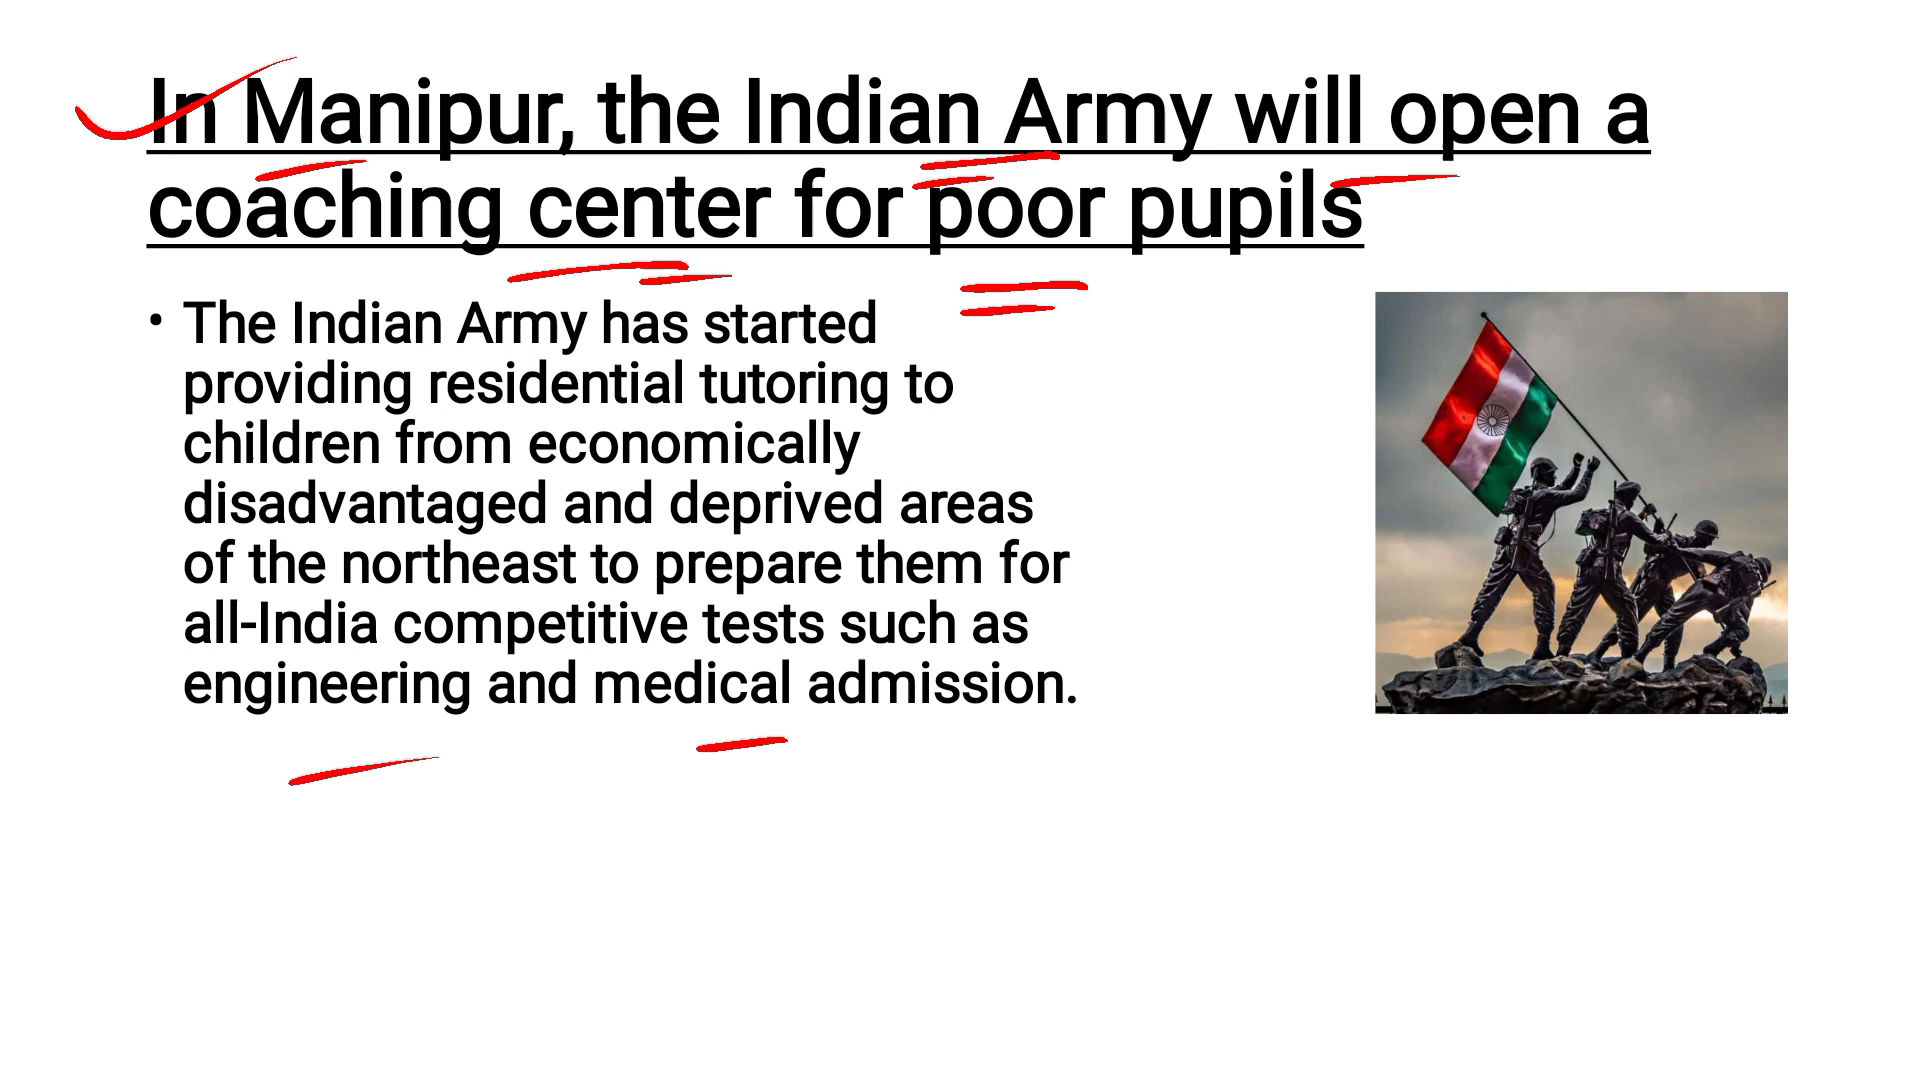 In Manipur, the Indian Army will open a
coaching center for poor pupils
• The Indian Army has started
providing residential tutoring to
children from economically
disadvantaged and deprived areas
of the northeast to prepare them for
all-India competitive tests such as
engineering and medical admission.